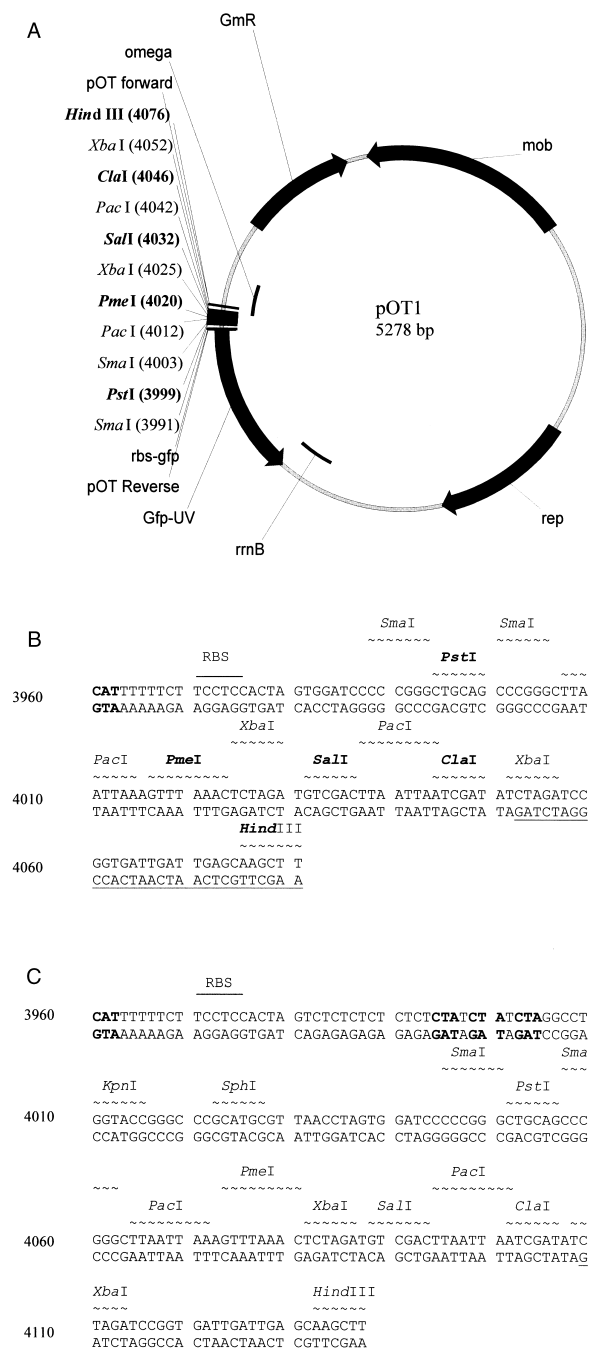 A
GmR
omega
pOT forward
Hind III (4076)
XbaI (4052)
ClaI (4046)
PacI (4042)
SalI (4032)
XbaI (4025)
PmeI (4020)
PacI (4012)
SmaI (4003)
PstI (3999)
SmaI (3991)
rbs-gfp
pOT Reverse
Gfp-UV
rrnB
mob
pOT1
5278 bp
rep
B
SmaI SmaI
~~~~~~~ ~~~~~~
RBS PstI
~~~~~~ ~~~
3960 CATTTTTTCT TCCTCCACTA GTGGATCCCC CGGGCTGCAG CCCGGGCTTA
GTAAAAAAGA AGGAGGTGAT CACCTAGGGG GCCCGACGTC GGGCCCGAAT
XbaI PacI
~~~~~~ ~~~~~~~~~
PacI PmeI SalI ClaI XbaI
~~~~~ ~~~~~~~~~ ~~~~~~ ~~~~~~ ~~~~~~
4010 ATTAAAGTTT AAACTCTAGA TGTCGACTTA ATTAATCGAT ATCTAGATCC
TAATTTCAAA TTTGAGATCT ACAGCTGAAT TAATTAGCTA TAGATCTAGG
HindIII
~~~~~~~
4060 GGTGATTGAT TGAGCAAGCT T
CCACTAACTA ACTCGTTCGA A
C
RBS
3960 CATTTTTTCT TCCTCCACTA GTCTCTCTCT CTCTCTATCT ATCTAGGCCT
GTAAAAAAGA AGGAGGTGAT CAGAGAGAGA GAGAGATAGA TAGATCCGGA
SmaI Sma
~~~~~~~ ~~~
KpnI SphI PstI
~~~~~~ ~~~~~~ ~~~~~~
4010 GGTACCGGGC CCGCATGCGT TAACCTAGTG GATCCCCCGG GCTGCAGCCC
CCATGGCCCG GGCGTACGCA ATTGGATCAC CTAGGGGGCC CGACGTCGGG
PmeI PacI
~~~ ~~~~~~~~~ ~~~~~~~~~
PacI XbaI SalI ClaI
~~~~~~~~~ ~~~~~~ ~~~~~~~ ~~~~~~ ~~
4060 GGGCTTAATT AAAGTTTAAA CTCTAGATGT CGACTTAATT AATCGATATC
CCCGAATTAA TTTCAAATTT GAGATCTACA GCTGAATTAA TTAGCTATAG
XbaI HindIII
~~~~ ~~~~~~
4110 TAGATCCGGT GATTGATTGA GCAAGCTT
ATCTAGGCCA CTAACTAACT CGTTCGAA